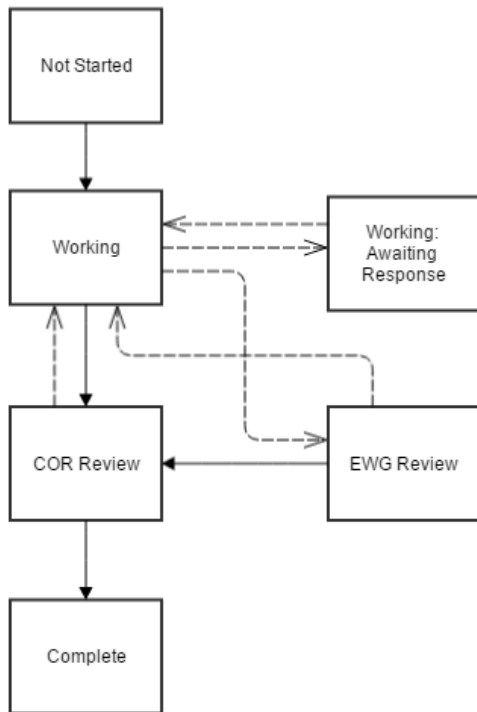 Not Started
Working
Working:
Awaiting
Response
COR Review
EWG Review
Complete